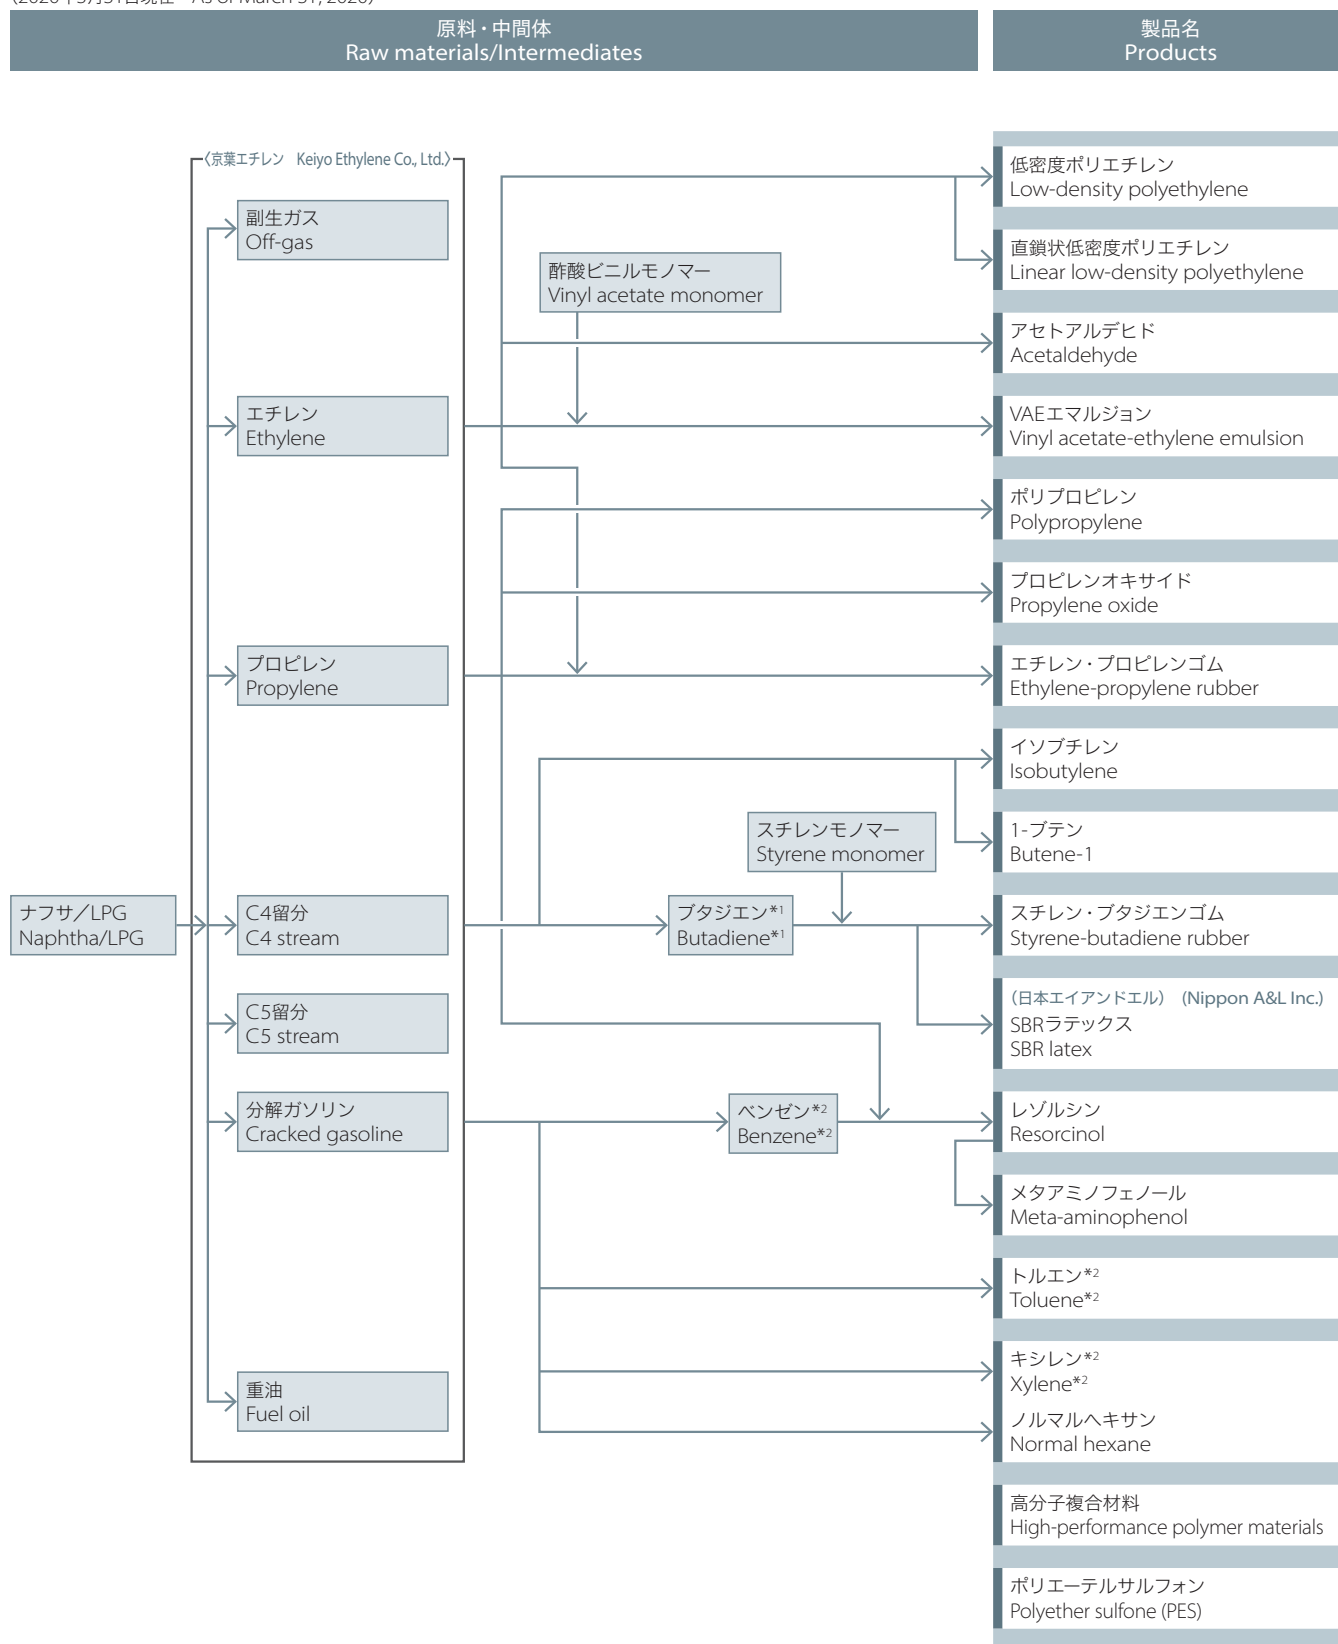 原料・中間体
Raw materials/Intermediates
製品名
Products
〈京葉エチレン　Keiyo Ethylene Co., Ltd.〉
副生ガス
Off-gas
エチレン
Ethylene
プロピレン
Propylene
ナフサ／LPG
Naphtha/LPG
C4留分
C4 stream
C5留分
C5 stream
分解ガソリン
Cracked gasoline
重油
Fuel oil
酢酸ビニルモノマー
Vinyl acetate monomer
スチレンモノマー
Styrene monomer
ブタジエン*1
Butadiene*1
ベンゼン*2
Benzene*2
低密度ポリエチレン
Low-density polyethylene
直鎖状低密度ポリエチレン
Linear low-density polyethylene
アセトアルデヒド
Acetaldehyde
VAEエマルジョン
Vinyl acetate-ethylene emulsion
ポリプロピレン
Polypropylene
プロピレンオキサイド
Propylene oxide
エチレン・プロピレンゴム
Ethylene-propylene rubber
イソブチレン
Isobutylene
1-ブテン
Butene-1
スチレン・ブタジエンゴム
Styrene-butadiene rubber
（日本エイアンドエル）　(Nippon A&L Inc.)
SBRラテックス
SBR latex
レゾルシン
Resorcinol
メタアミノフェノール
Meta-aminophenol
トルエン*2
Toluene*2
キシレン*2
Xylene*2
ノルマルヘキサン
Normal hexane
高分子複合材料
High-performance polymer materials
ポリエーテルサルフォン
Polyether sulfone (PES)